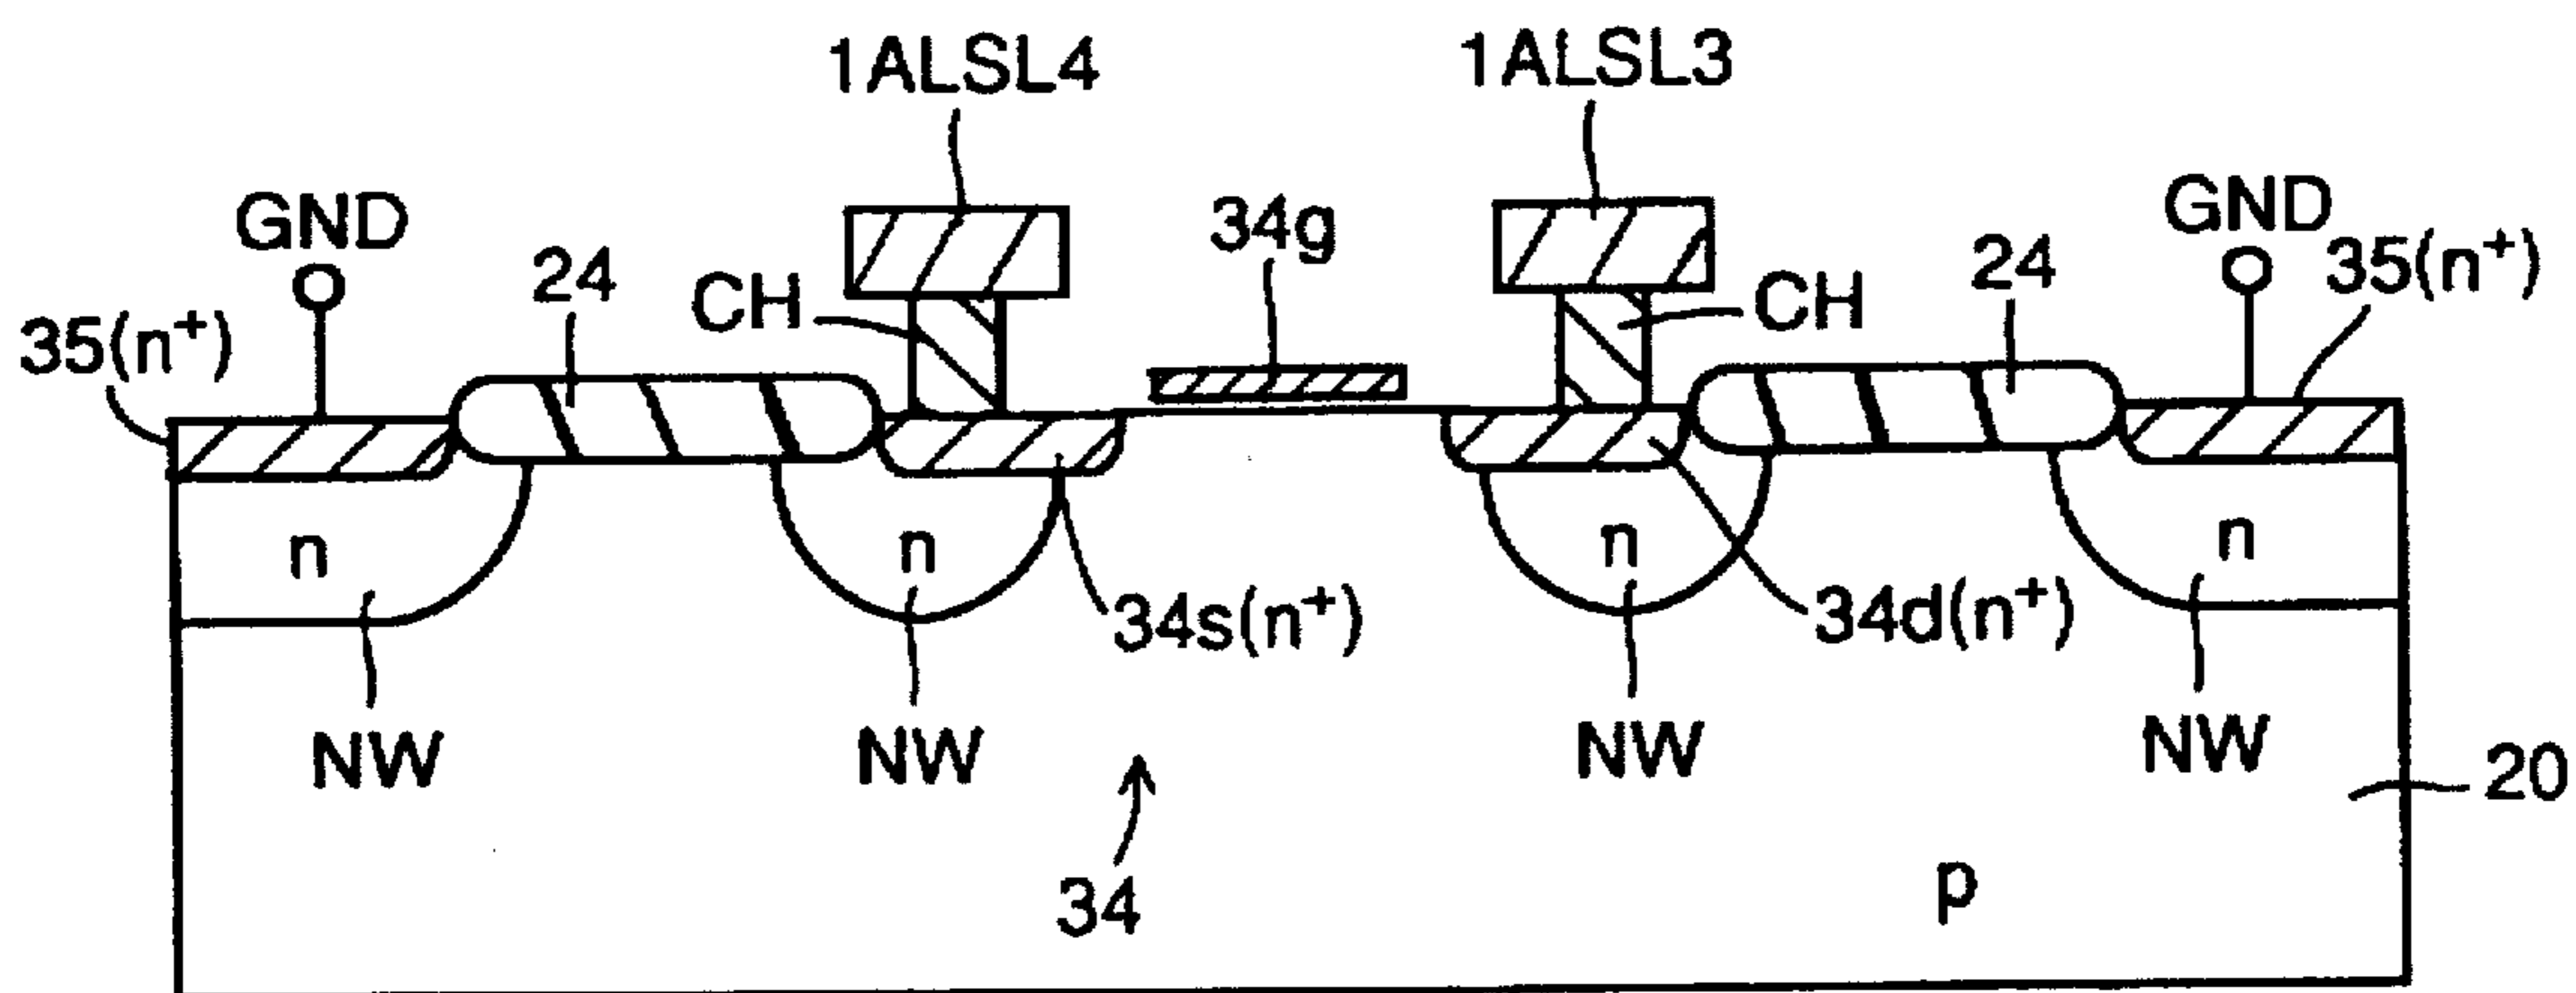 1ALSL4 1ALSL3
GND 34g GND
24 CH CH 24 35(n⁺)
35(n⁺)
n n n n
34s(n⁺) 34d(n⁺)
NW NW NW NW
20
34 p